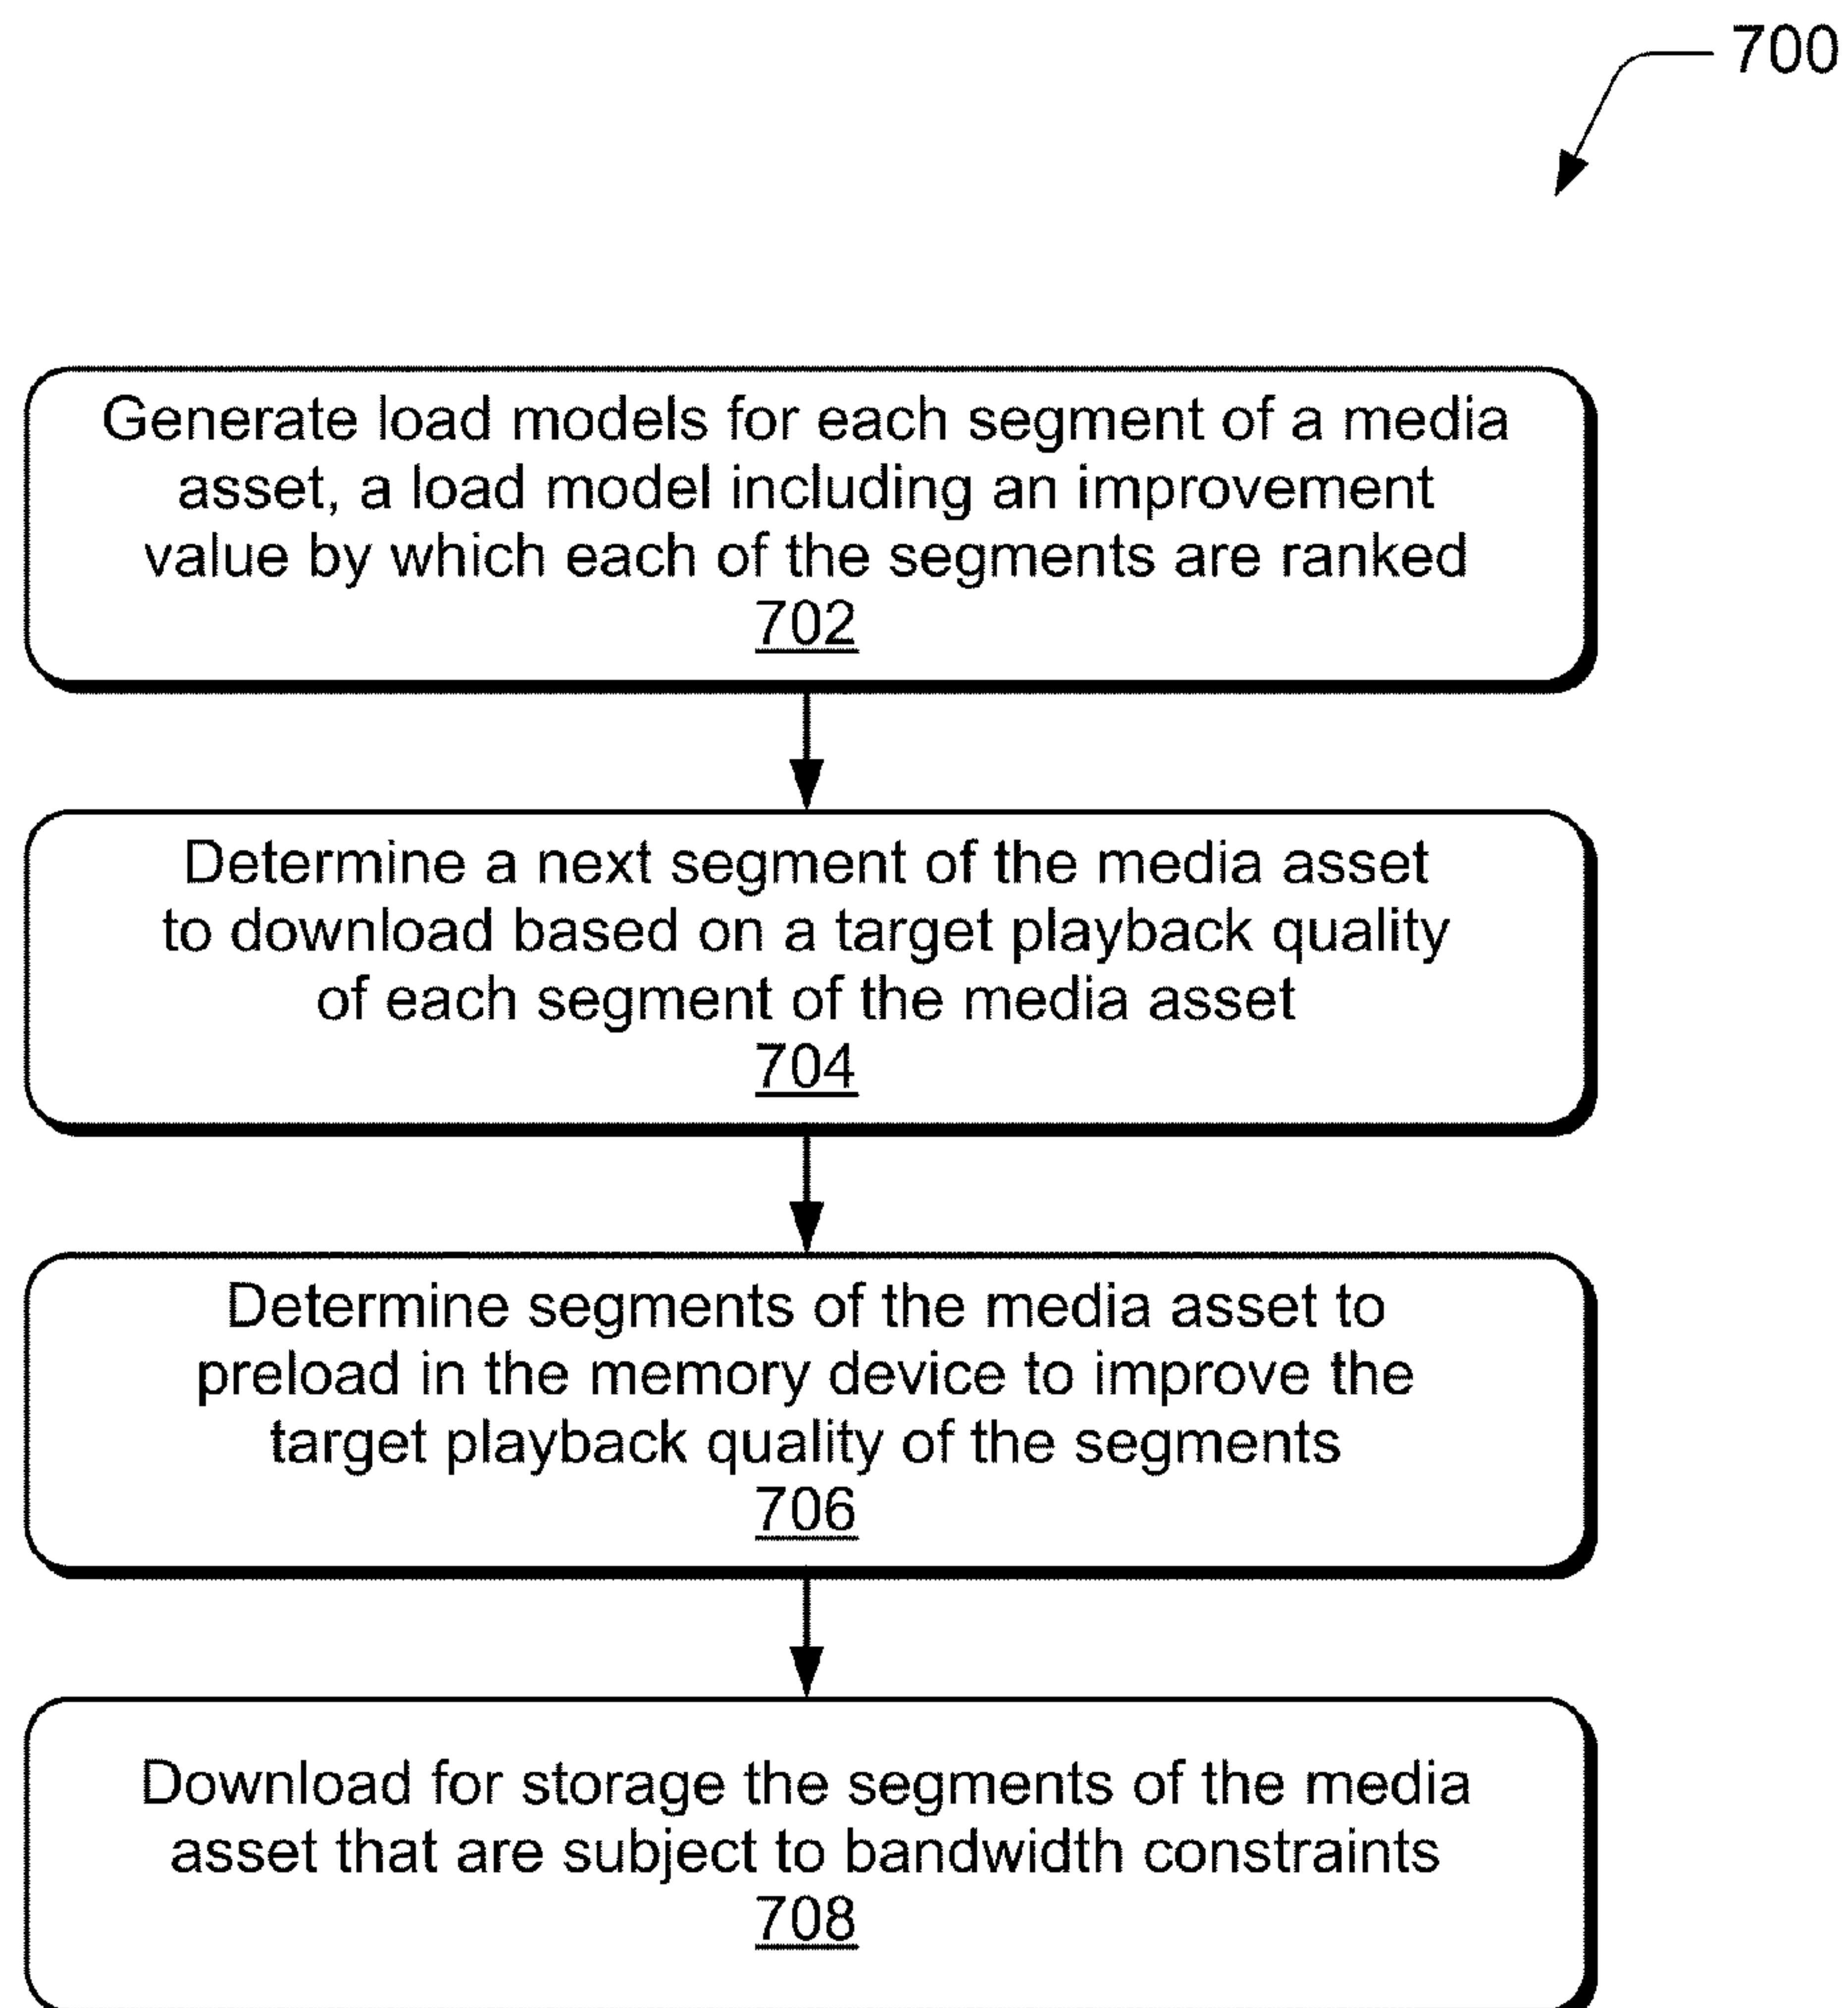 700
Generate load models for each segment of a media
asset, a load model including an improvement
value by which each of the segments are ranked
702
Determine a next segment of the media asset
to download based on a target playback quality
of each segment of the media asset
704
Determine segments of the media asset to
preload in the memory device to improve the
target playback quality of the segments
706
Download for storage the segments of the media
asset that are subject to bandwidth constraints
708